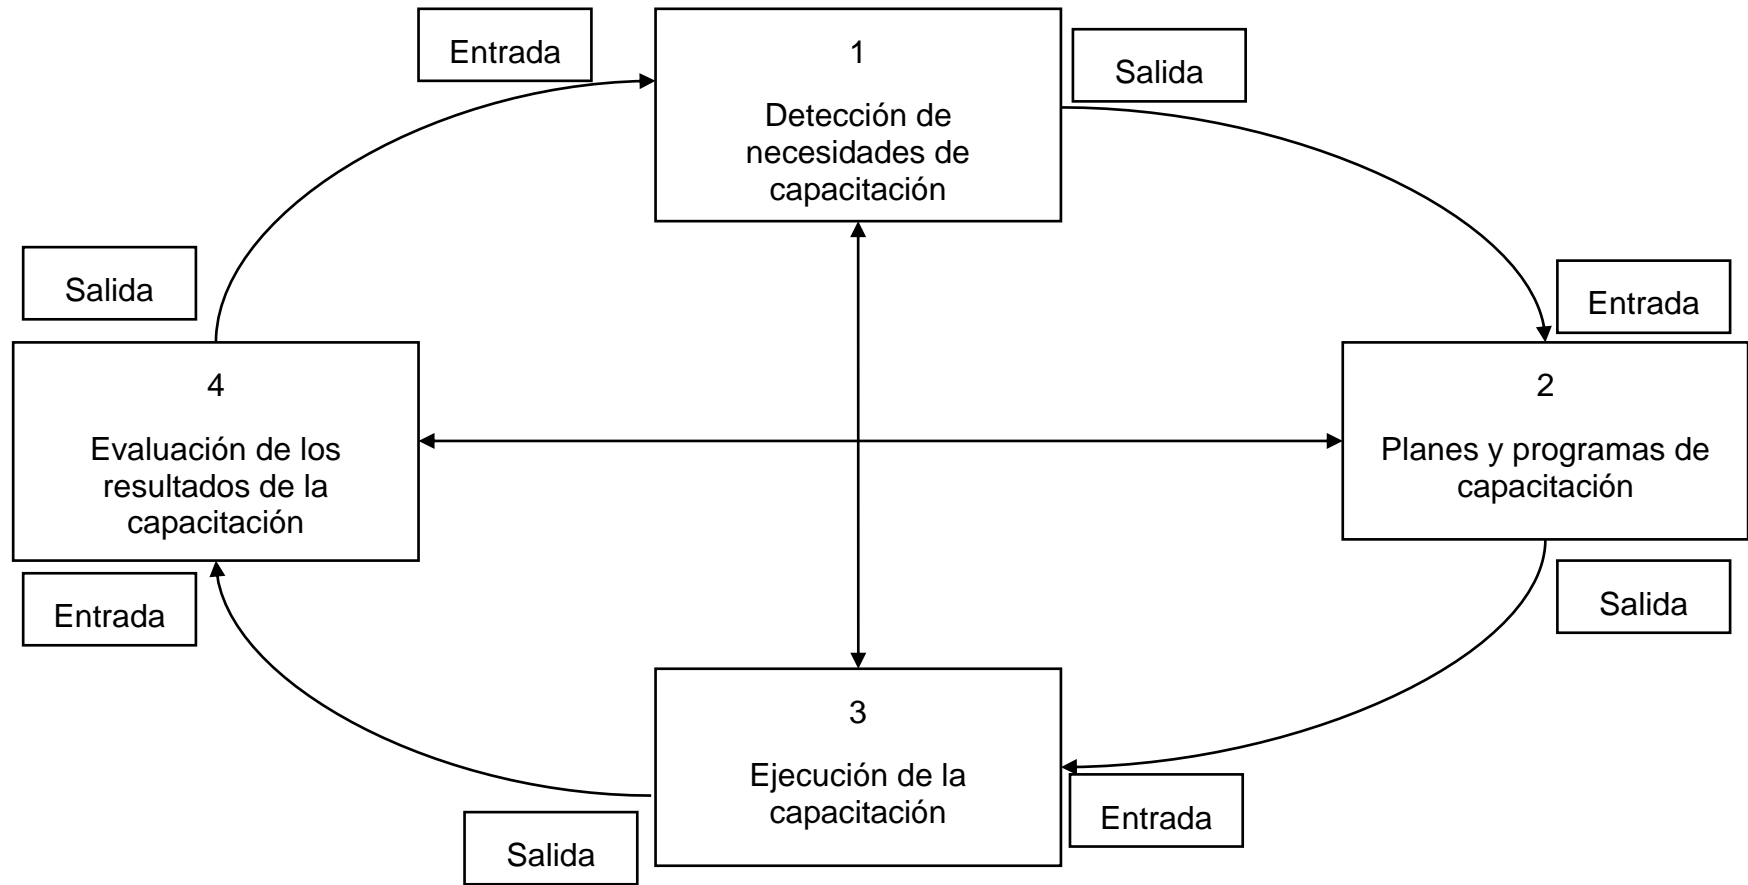 Entrada
1
Detección de
necesidades de
capacitación
Salida
Salida
Entrada
4
Evaluación de los
resultados de la
capacitación
2
Planes y programas de
capacitación
Entrada
Salida
3
Ejecución de la
capacitación
Entrada
Salida